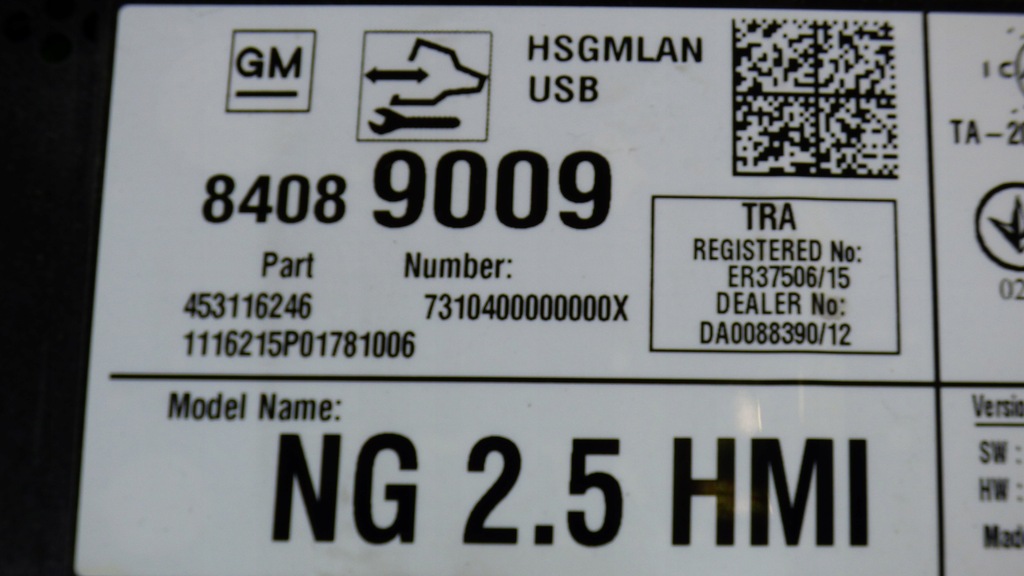 GM
HSGMLAN
USB
8408 9009
Part Number:
453116246 7310400000000X
1116215P01781006
TRA
REGISTERED No:
ER37506/15
DEALER No:
DA0088390/12
Model Name:
NG 2.5 HMI
SW :
HW :